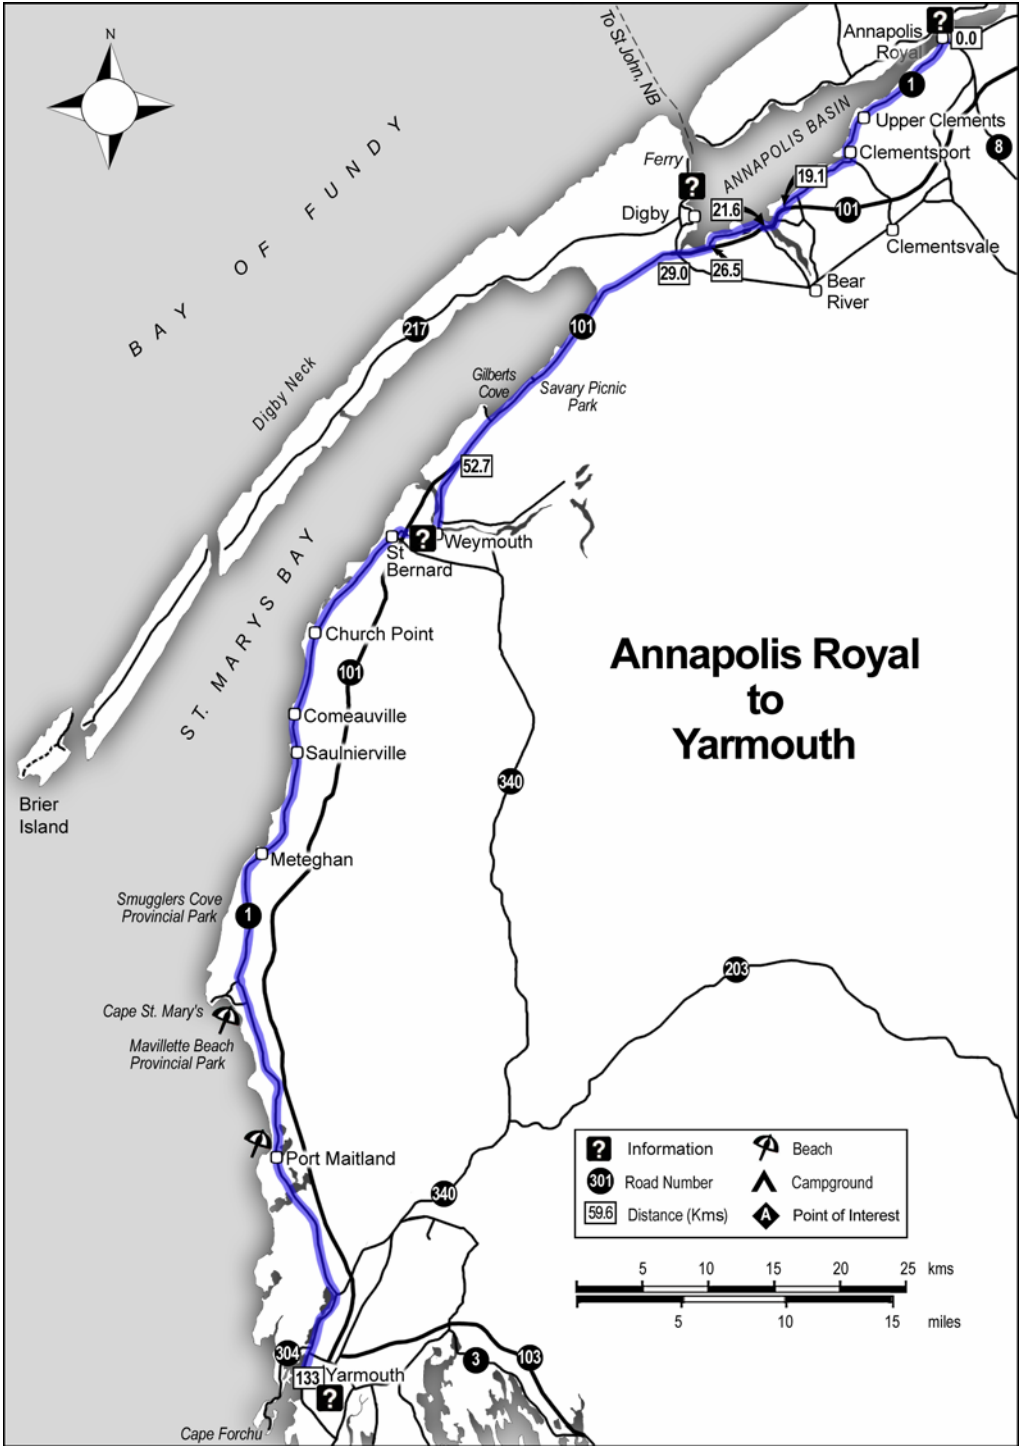 N
To St John, NB
Annapolis
Royal
0.0
1
Upper Clements
ANNAPOLIS BASIN
8
Clementsport
Ferry
19.1
BAY OF FUNDY
Digby
21.6
101
Clementsvale
29.0
26.5
Bear
River
217
101
Gilberts
Cove
Savary Picnic
Park
Digby Neck
52.7
Weymouth
St
Bernard
ST. MARYS BAY
Church Point
101
Annapolis Royal
to
Yarmouth
Comeauville
Saulnierville
340
Brier
Island
Meteghan
Smugglers Cove
Provincial Park
1
203
Cape St. Mary's
Mavillette Beach
Provincial Park
Port Maitland
340
? Information
Beach
301 Road Number
Campground
59.6 Distance (Kms)
A Point of Interest
5 10 15 20 25 kms
5 10 15 miles
304
3
103
133
Yarmouth
?
Cape Forchu